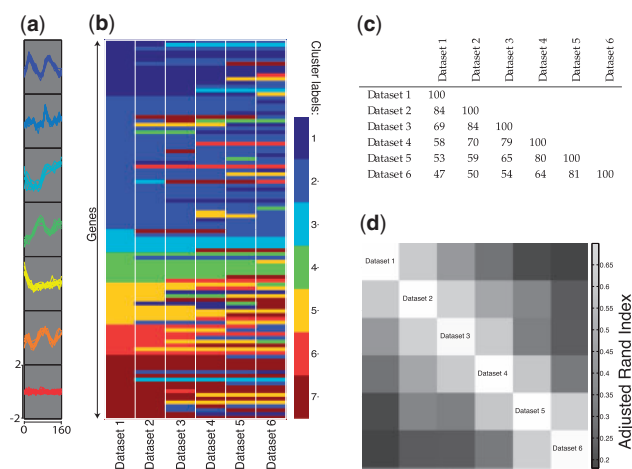 (a)
(b)
(c)
(d)
2
-2
0 160
Genes
Dataset 1
Dataset 2
Dataset 3
Dataset 4
Dataset 5
Dataset 6
Cluster labels:
1
2
3
4
5
6
7
Dataset 1
Dataset 2
Dataset 3
Dataset 4
Dataset 5
Dataset 6
Dataset 1 100
Dataset 2 84 100
Dataset 3 69 84 100
Dataset 4 58 70 79 100
Dataset 5 53 59 65 80 100
Dataset 6 47 50 54 64 81 100
Dataset 1
Dataset 2
Dataset 3
Dataset 4
Dataset 5
Dataset 6
0.65
0.6
0.55
0.5
0.45
0.4
0.35
0.3
0.25
0.2
Adjusted Rand Index